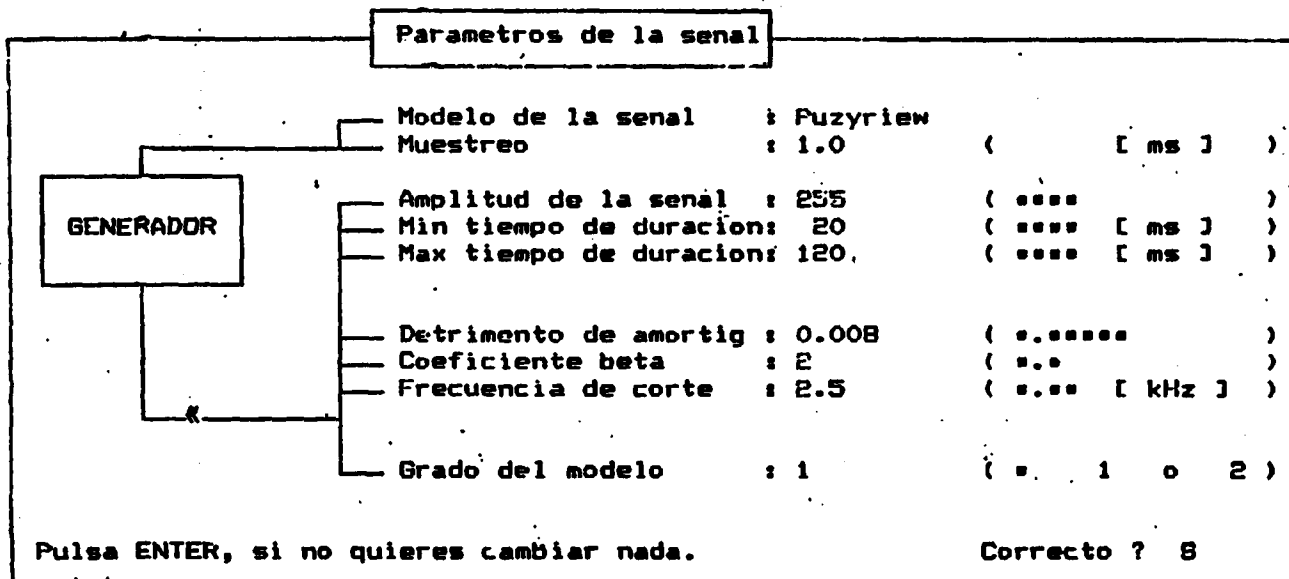 Parametros de la senal
Modelo de la senal : Puzyriew
Muestreo : 1.0 ( [ ms ] )
GENERADOR
Amplitud de la senal : 255 ( **** )
Min tiempo de duracion: 20 ( **** [ ms ] )
Max tiempo de duracion: 120. ( **** [ ms ] )
Detrimento de amortig : 0.008 ( *.***** )
Coeficiente beta : 2 ( *.* )
Frecuencia de corte : 2.5 ( *.** [ kHz ] )
«
Grado del modelo : 1 ( *. 1 o 2 )
Pulsa ENTER, si no quieres cambiar nada. Correcto ? S